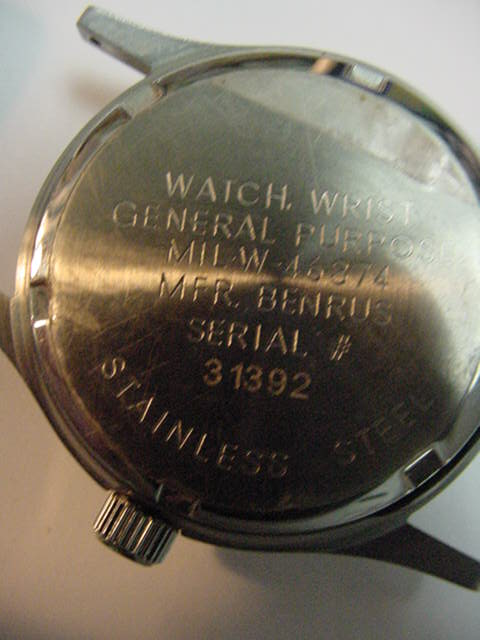 WATCH, WRIST
GENERAL PURPOSE
MIL-W-46374
MFR. BENRUS
SERIAL #
31392
STAINLESS STEEL